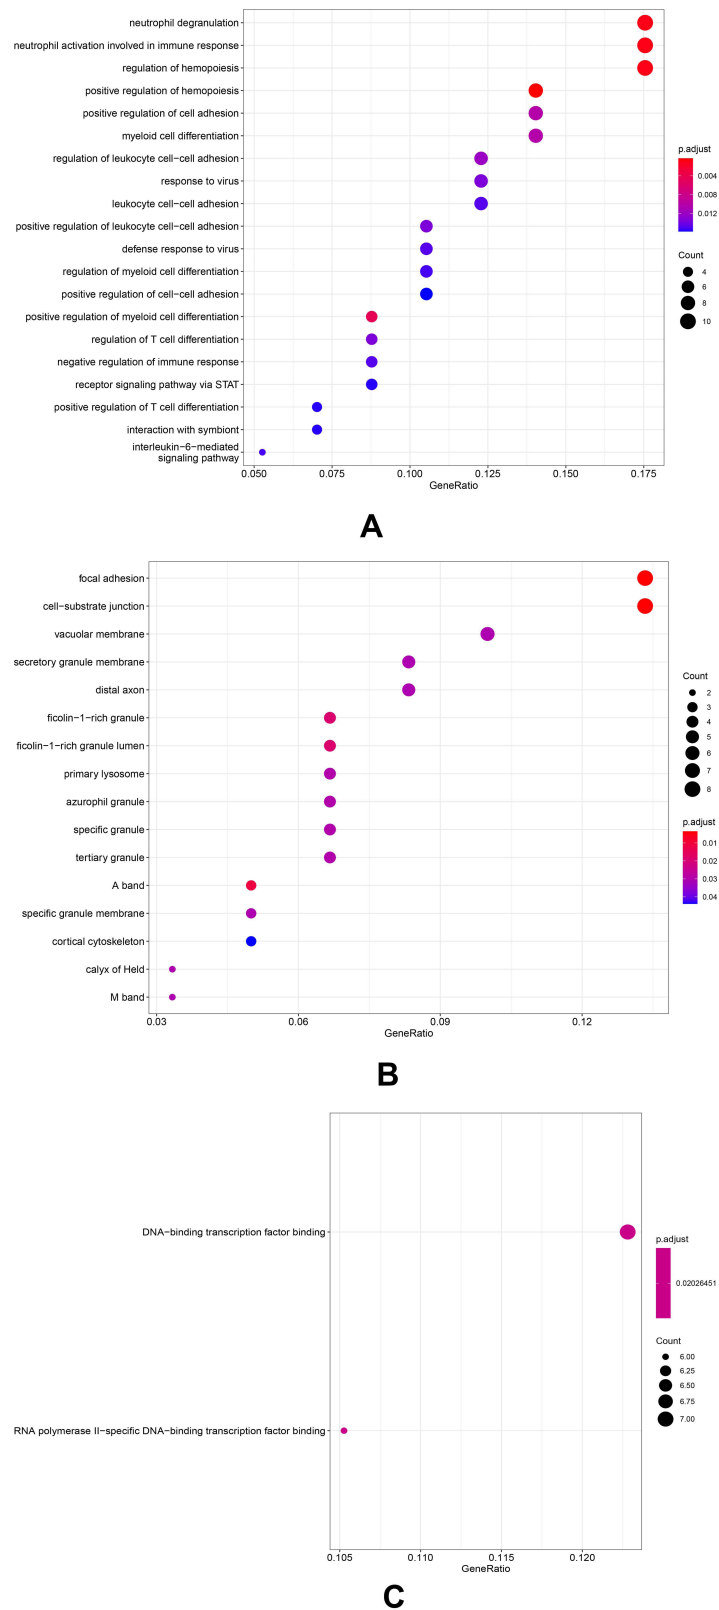 neutrophil degranulation
neutrophil activation involved in immune response
regulation of hemopoiesis
positive regulation of hemopoiesis
positive regulation of cell adhesion
myeloid cell differentiation
regulation of leukocyte cell−cell adhesion
response to virus
leukocyte cell−cell adhesion
positive regulation of leukocyte cell−cell adhesion
defense response to virus
regulation of myeloid cell differentiation
positive regulation of cell−cell adhesion
positive regulation of myeloid cell differentiation
regulation of T cell differentiation
negative regulation of immune response
receptor signaling pathway via STAT
positive regulation of T cell differentiation
interaction with symbiont
interleukin−6−mediated
signaling pathway
0.050 0.075 0.100 0.125 0.150 0.175
GeneRatio
p.adjust
0.004
0.008
0.012
Count
4
6
8
10
A
focal adhesion
cell−substrate junction
vacuolar membrane
secretory granule membrane
distal axon
ficolin−1−rich granule
ficolin−1−rich granule lumen
primary lysosome
azurophil granule
specific granule
tertiary granule
A band
specific granule membrane
cortical cytoskeleton
calyx of Held
M band
0.03 0.06 0.09 0.12
GeneRatio
Count
2
3
4
5
6
7
8
p.adjust
0.01
0.02
0.03
0.04
B
DNA−binding transcription factor binding
RNA polymerase II−specific DNA−binding transcription factor binding
0.105 0.110 0.115 0.120
GeneRatio
p.adjust
0.02026451
Count
6.00
6.25
6.50
6.75
7.00
C